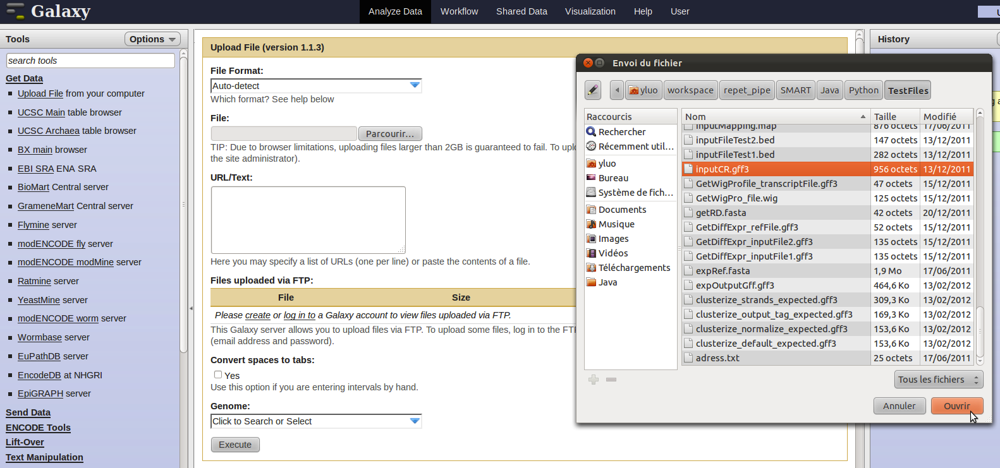 Galaxy
Analyze Data
Workflow
Shared Data
Visualization
Help
User
Tools
Options
search tools
Get Data
Upload File from your computer
UCSC Main table browser
UCSC Archaea table browser
BX main browser
EBI SRA ENA SRA
BioMart Central server
GrameneMart Central server
Flymine server
modENCODE fly server
modENCODE modMine server
Ratmine server
YeastMine server
modENCODE worm server
Wormbase server
EuPathDB server
EncodeDB at NHGRI
EpiGRAPH server
Send Data
ENCODE Tools
Lift-Over
Text Manipulation
Upload File (version 1.1.3)
File Format:
Auto-detect
Which format? See help below
File:
Parcourir...
TIP: Due to browser limitations, uploading files larger than 2GB is guaranteed to fail. To
the site administrator).
URL/Text:
Here you may specify a list of URLs (one per line) or paste the contents of a file.
Files uploaded via FTP:
File Size
Please create or log in to a Galaxy account to view files uploaded via FTP.
This Galaxy server allows you to upload files via FTP. To upload some files, log in to the
(email address and password).
Convert spaces to tabs:
Yes
Use this option if you are entering intervals by hand.
Genome:
Click to Search or Select
Execute
History
Envoi du fichier
yluo workspace repet_pipe SMART Java Python TestFiles
Raccourcis
Rechercher
Récemment util...
yluo
Bureau
Système de fich...
Documents
Musique
Images
Vidéos
Téléchargements
Java
Nom Taille Modifié
inputMapping.map 876 octets 17/06/2011
inputFileTest2.bed 147 octets 13/12/2011
inputFileTest1.bed 282 octets 13/12/2011
inputCR.gff3 956 octets 13/12/2011
GetWigProfile_transcriptFile.gff3 47 octets 15/12/2011
GetWigPro_file.wig 125 octets 15/12/2011
getRD.fasta 42 octets 20/12/2011
GetDiffExpr_refFile.gff3 52 octets 15/12/2011
GetDiffExpr_inputFile2.gff3 135 octets 15/12/2011
GetDiffExpr_inputFile1.gff3 135 octets 15/12/2011
expRef.fasta 1,9 Mo 17/06/2011
expOutputGff.gff3 464,6 Ko 13/02/2012
clusterize_strands_expected.gff3 309,3 Ko 13/02/2012
clusterize_output_tag_expected.gff3 169,3 Ko 13/02/2012
clusterize_normalize_expected.gff3 153,6 Ko 13/02/2012
clusterize_default_expected.gff3 153,6 Ko 13/02/2012
adress.txt 25 octets 17/06/2011
Tous les fichiers
Annuler
Ouvrir